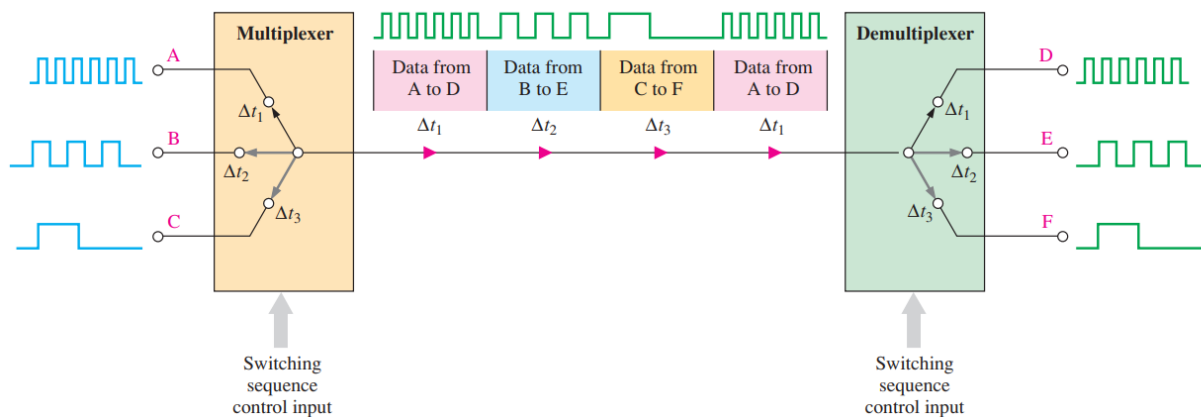 Multiplexer
A
Δt1
B
Δt2
Δt3
C
Switching
sequence
control input
Data from
A to D
Data from
B to E
Data from
C to F
Data from
A to D
Δt1
Δt2
Δt3
Δt1
Demultiplexer
D
Δt1
E
Δt2
Δt3
F
Switching
sequence
control input